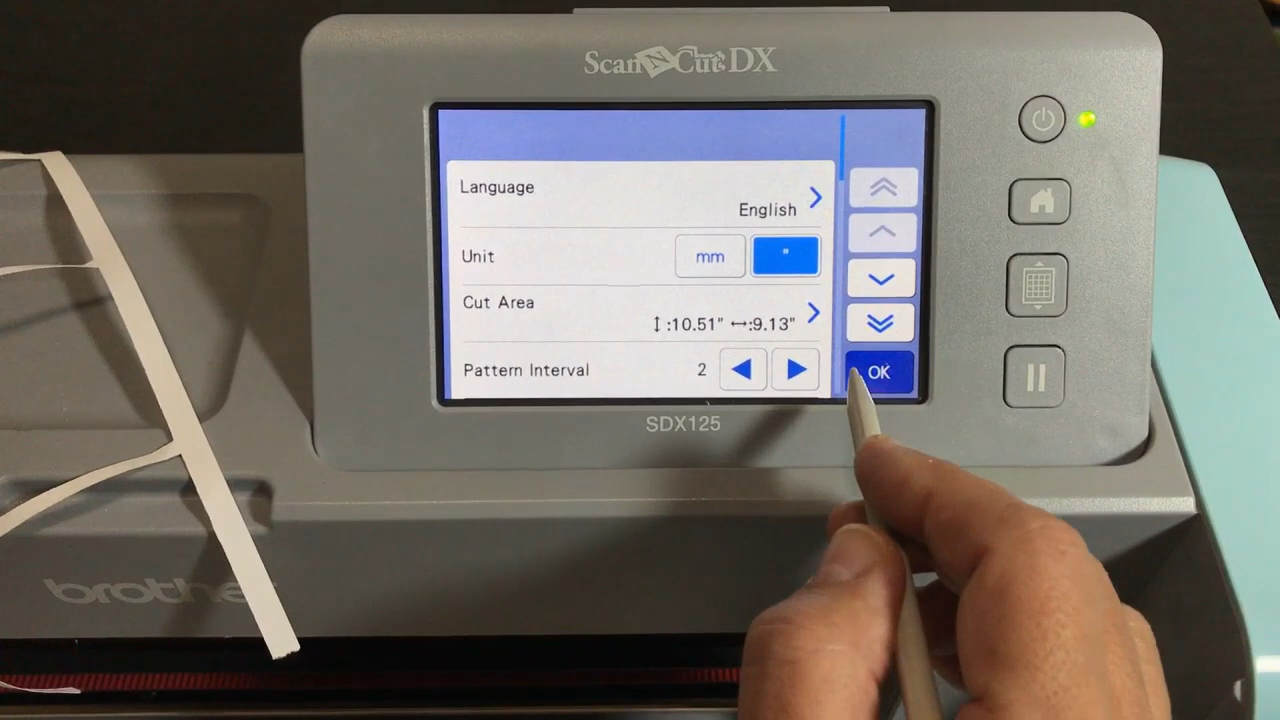 ScanNCut DX
Language
English
Unit
mm
"
Cut Area
↕:10.51" ↔:9.13"
Pattern Interval
2
OK
SDX125
brother